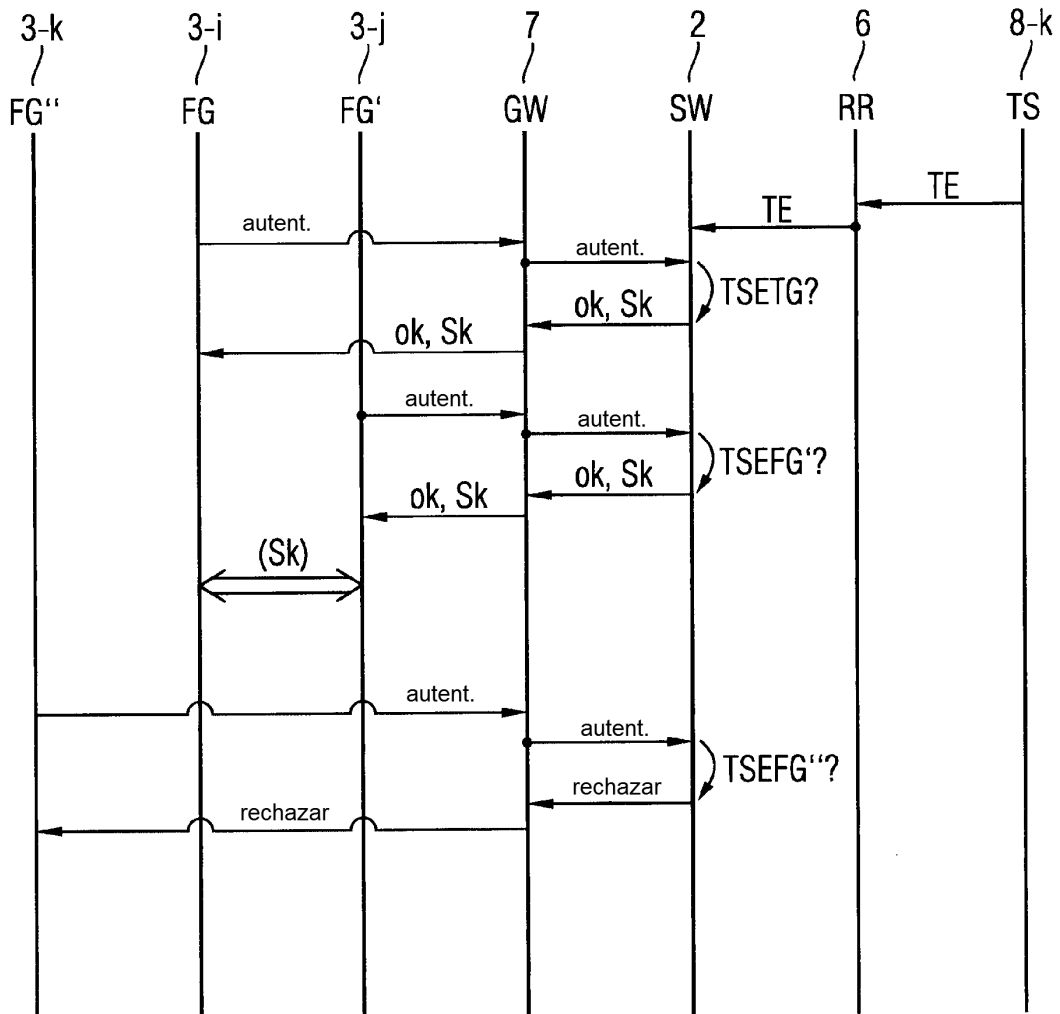 3-k 3-i 3-j 7 2 6 8-k
FG‘‘ FG FG‘ GW SW RR TS
TE
TE
autent.
autent.
TSETG?
ok, Sk
ok, Sk
autent.
autent.
TSEFG‘?
ok, Sk
ok, Sk
(Sk)
autent.
autent.
TSEFG‘‘?
rechazar
rechazar